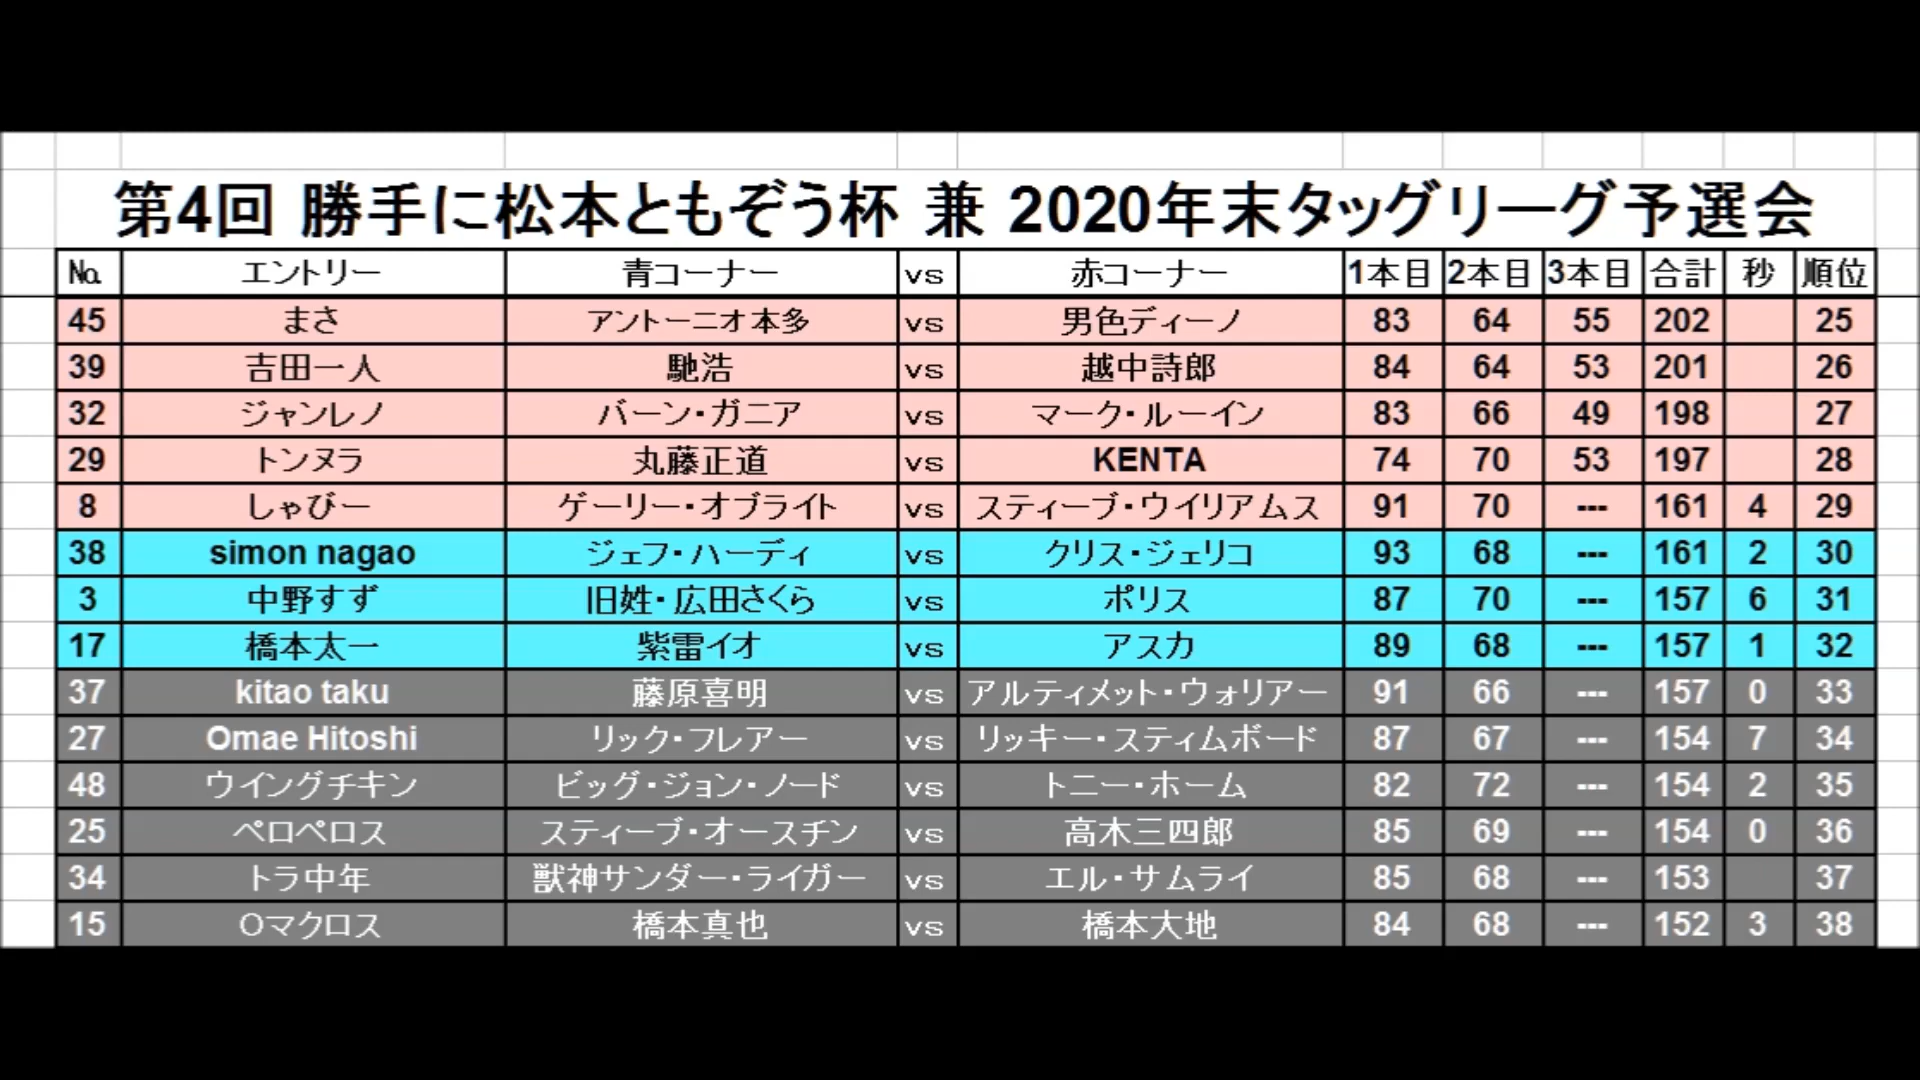 第4回 勝手に松本ともぞう杯 兼 2020年末タッグリーグ予選会
No. エントリー 青コーナー vs 赤コーナー 1本目 2本目 3本目 合計 秒 順位
45 まさ アントーニオ本多 vs 男色ディーノ 83 64 55 202 25
39 吉田一人 馳浩 vs 越中詩郎 84 64 53 201 26
32 ジャンレノ バーン・ガニア vs マーク・ルーイン 83 66 49 198 27
29 トンヌラ 丸藤正道 vs KENTA 74 70 53 197 28
8 しゃびー ゲーリー・オブライト vs スティーブ・ウイリアムス 91 70 --- 161 4 29
38 simon nagao ジェフ・ハーディ vs クリス・ジェリコ 93 68 --- 161 2 30
3 中野すず 旧姓・広田さくら vs ポリス 87 70 --- 157 6 31
17 橋本太一 紫雷イオ vs アスカ 89 68 --- 157 1 32
37 kitao taku 藤原喜明 vs アルティメット・ウォリアー 91 66 --- 157 0 33
27 Omae Hitoshi リック・フレアー vs リッキー・スティムボード 87 67 --- 154 7 34
48 ウイングチキン ビッグ・ジョン・ノード vs トニー・ホーム 82 72 --- 154 2 35
25 ペロペロス スティーブ・オースチン vs 高木三四郎 85 69 --- 154 0 36
34 トラ中年 獣神サンダー・ライガー vs エル・サムライ 85 68 --- 153 37
15 Oマクロス 橋本真也 vs 橋本大地 84 68 --- 152 3 38